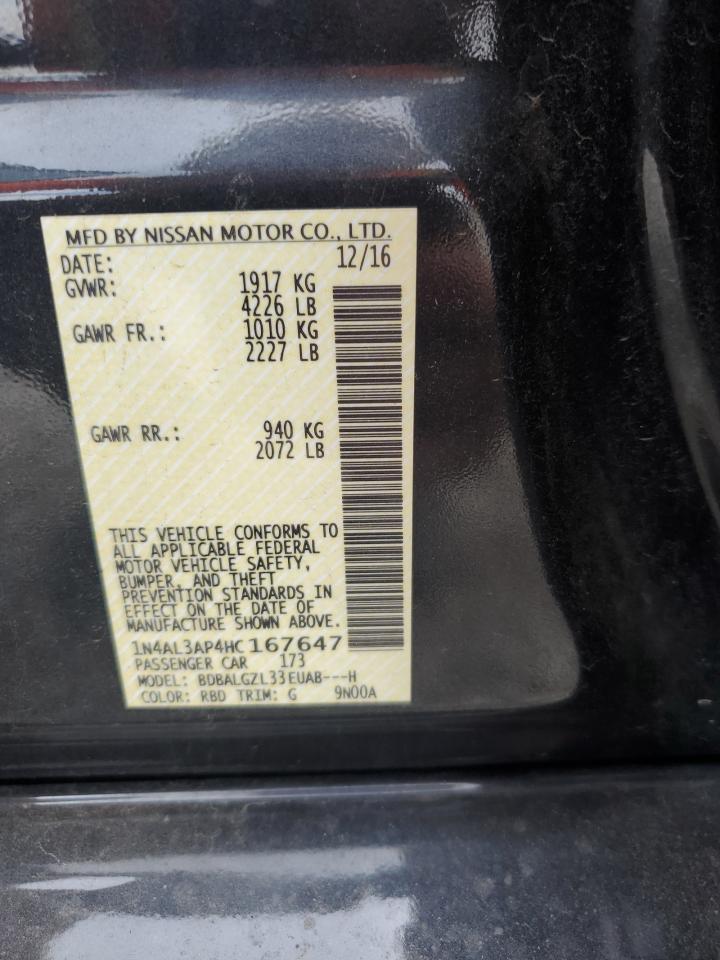 MFD BY NISSAN MOTOR CO., LTD.
DATE: 12/16
GVWR: 1917 KG
4226 LB
GAWR FR.: 1010 KG
2227 LB
GAWR RR.: 940 KG
2072 LB
THIS VEHICLE CONFORMS TO
ALL APPLICABLE FEDERAL
MOTOR VEHICLE SAFETY,
BUMPER, AND THEFT
PREVENTION STANDARDS IN
EFFECT ON THE DATE OF
MANUFACTURE SHOWN ABOVE.
1N4AL3AP4HC167647
PASSENGER CAR 173
MODEL: BDBALGZL33EUAB---H
COLOR: RBD TRIM: G 9N00A